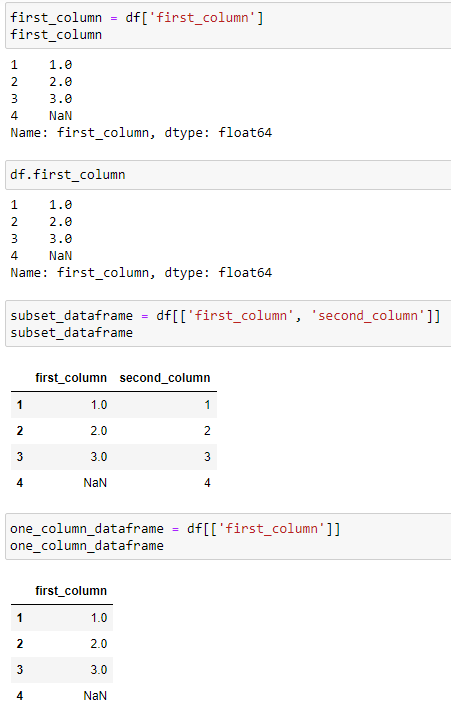 first_column = df['first_column']
first_column
1    1.0
2    2.0
3    3.0
4    NaN
Name: first_column, dtype: float64
df.first_column
1    1.0
2    2.0
3    3.0
4    NaN
Name: first_column, dtype: float64
subset_dataframe = df[['first_column', 'second_column']]
subset_dataframe
first_column second_column
1 1.0 1
2 2.0 2
3 3.0 3
4 NaN 4
one_column_dataframe = df[['first_column']]
one_column_dataframe
first_column
1 1.0
2 2.0
3 3.0
4 NaN